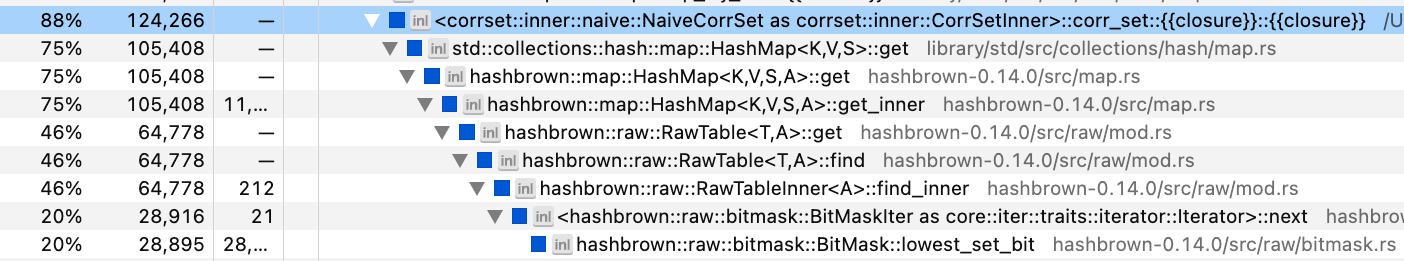 88% 124,266 — inl <corrset::inner::naive::NaiveCorrSet as corrset::inner::CorrSetInner>::corr_set::{{closure}}::{{closure}} /U
75% 105,408 — inl std::collections::hash::map::HashMap<K,V,S>::get library/std/src/collections/hash/map.rs
75% 105,408 — inl hashbrown::map::HashMap<K,V,S,A>::get hashbrown-0.14.0/src/map.rs
75% 105,408 11,... inl hashbrown::map::HashMap<K,V,S,A>::get_inner hashbrown-0.14.0/src/map.rs
46% 64,778 — inl hashbrown::raw::RawTable<T,A>::get hashbrown-0.14.0/src/raw/mod.rs
46% 64,778 — inl hashbrown::raw::RawTable<T,A>::find hashbrown-0.14.0/src/raw/mod.rs
46% 64,778 212 inl hashbrown::raw::RawTableInner<A>::find_inner hashbrown-0.14.0/src/raw/mod.rs
20% 28,916 21 inl <hashbrown::raw::bitmask::BitMaskIter as core::iter::traits::iterator::Iterator>::next hashbro
20% 28,895 28,... inl hashbrown::raw::bitmask::BitMask::lowest_set_bit hashbrown-0.14.0/src/raw/bitmask.rs